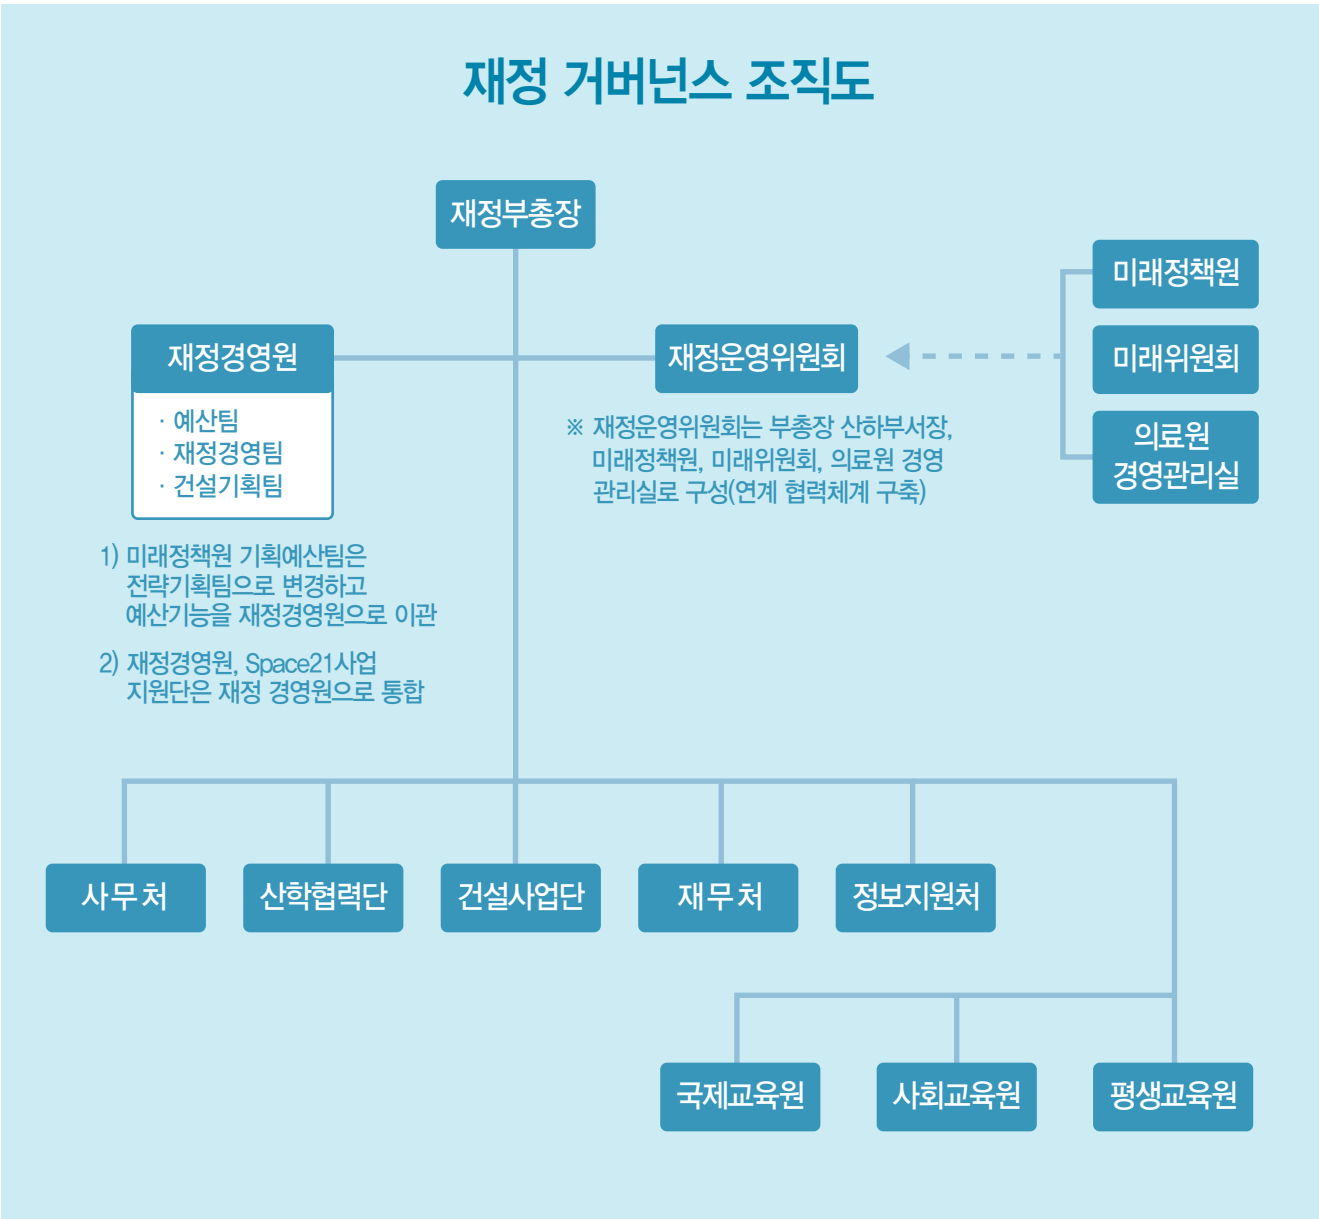 재정 거버넌스 조직도
재정부총장
미래정책원
재정경영원
재정운영위원회
미래위원회
· 예산팀
· 재정경영팀
· 건설기획팀
※ 재정운영위원회는 부총장 산하부서장,
미래정책원, 미래위원회, 의료원 경영
관리실로 구성(연계 협력체계 구축)
의료원
경영관리실
1) 미래정책원 기획예산팀은
전략기획팀으로 변경하고
예산기능을 재정경영원으로 이관
2) 재정경영원, Space21사업
지원단은 재정 경영원으로 통합
사무처
산학협력단
건설사업단
재무처
정보지원처
국제교육원
사회교육원
평생교육원